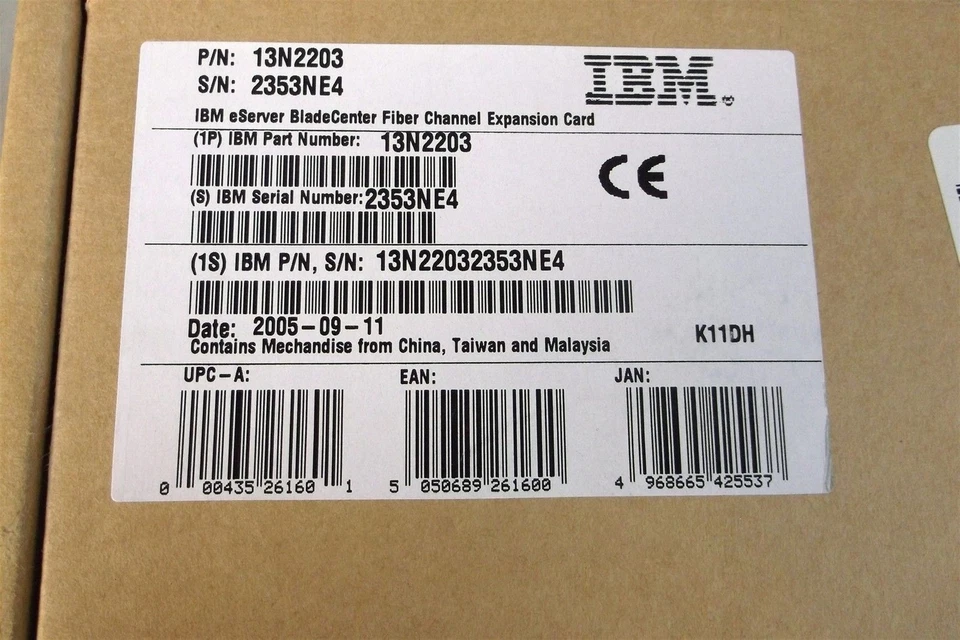 P/N: 13N2203
S/N: 2353NE4
IBM
IBM eServer BladeCenter Fiber Channel Expansion Card
(1P) IBM Part Number: 13N2203
CE
(S) IBM Serial Number: 2353NE4
(1S) IBM P/N, S/N: 13N22032353NE4
Date: 2005-09-11
K11DH
Contains Mechandise from China, Taiwan and Malaysia
UPC-A: EAN: JAN:
0 00435 26160 1 5 050689 261600 4 968665 425537